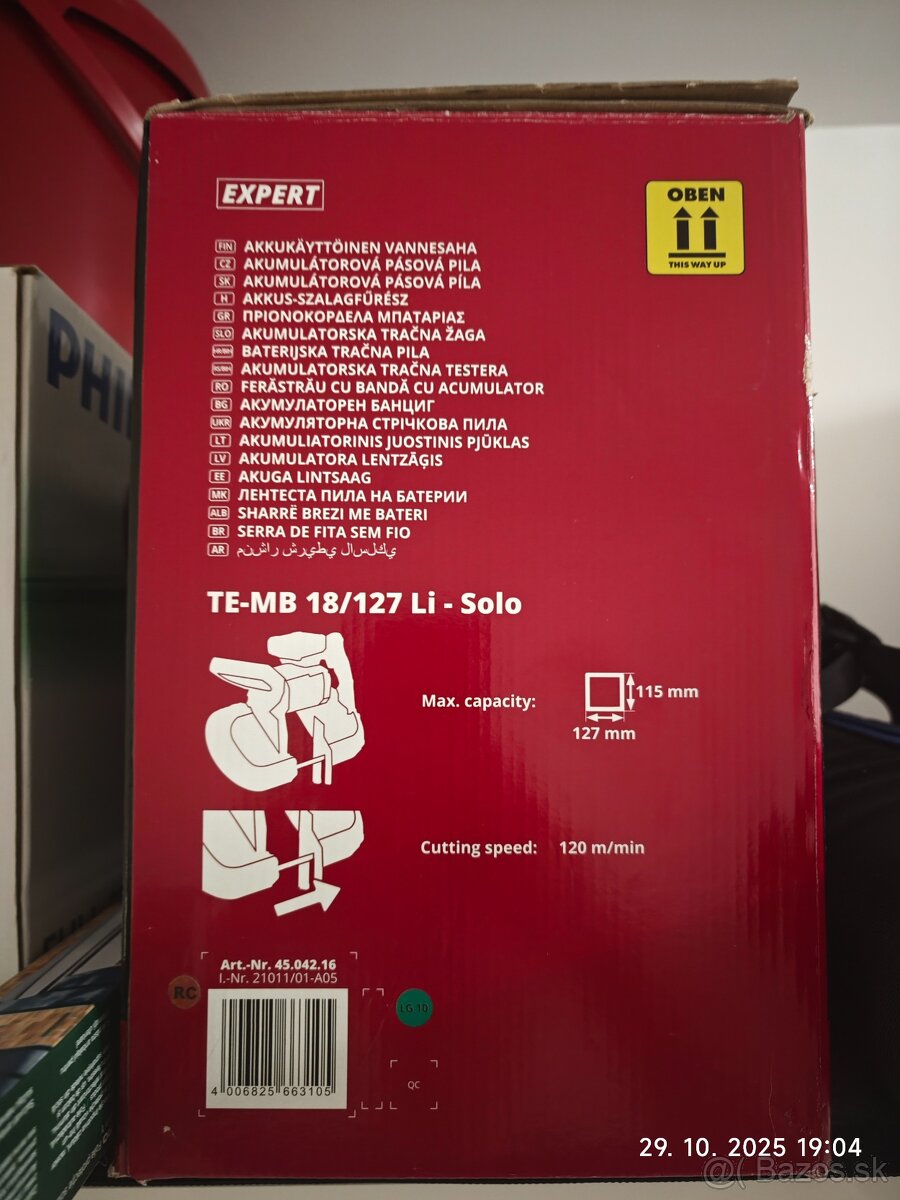 EXPERT
OBEN
THIS WAY UP
FIN AKKUKÄYTTÖINEN VANNESAHA
CZ AKUMULÁTOROVÁ PÁSOVÁ PILA
SK AKUMULÁTOROVÁ PÁSOVÁ PÍLA
H AKKUS-SZALAGFŰRÉSZ
GR ΠΡΙΟΝΟΚΟΡΔΕΛΑ ΜΠΑΤΑΡΙΑΣ
SLO AKUMULATORSKA TRAČNA ŽAGA
HR/BIH BATERIJSKA TRAČNA PILA
RS/BIH AKUMULATORSKA TRAČNA TESTERA
RO FERĂSTRĂU CU BANDĂ CU ACUMULATOR
BG АКУМУЛАТОРЕН БАНЦИГ
UKR АКУМУЛЯТОРНА СТРІЧКОВА ПИЛА
LT AKUMULIATORINIS JUOSTINIS PJŪKLAS
LV AKUMULATORA LENTZĀĢIS
EE AKUGA LINTSAAG
MK ЛЕНТЕСТА ПИЛА НА БАТЕРИИ
ALB SHARRË BREZI ME BATERI
BR SERRA DE FITA SEM FIO
AR منشار شريطي لاسلكي
TE-MB 18/127 Li - Solo
Max. capacity:
115 mm
127 mm
Cutting speed: 120 m/min
Art.-Nr. 45.042.16
I.-Nr. 21011/01-A05
RC
LG 10
QC
4 006825 663105
PHI
29. 10. 2025 19:04
@( Bazos.sk